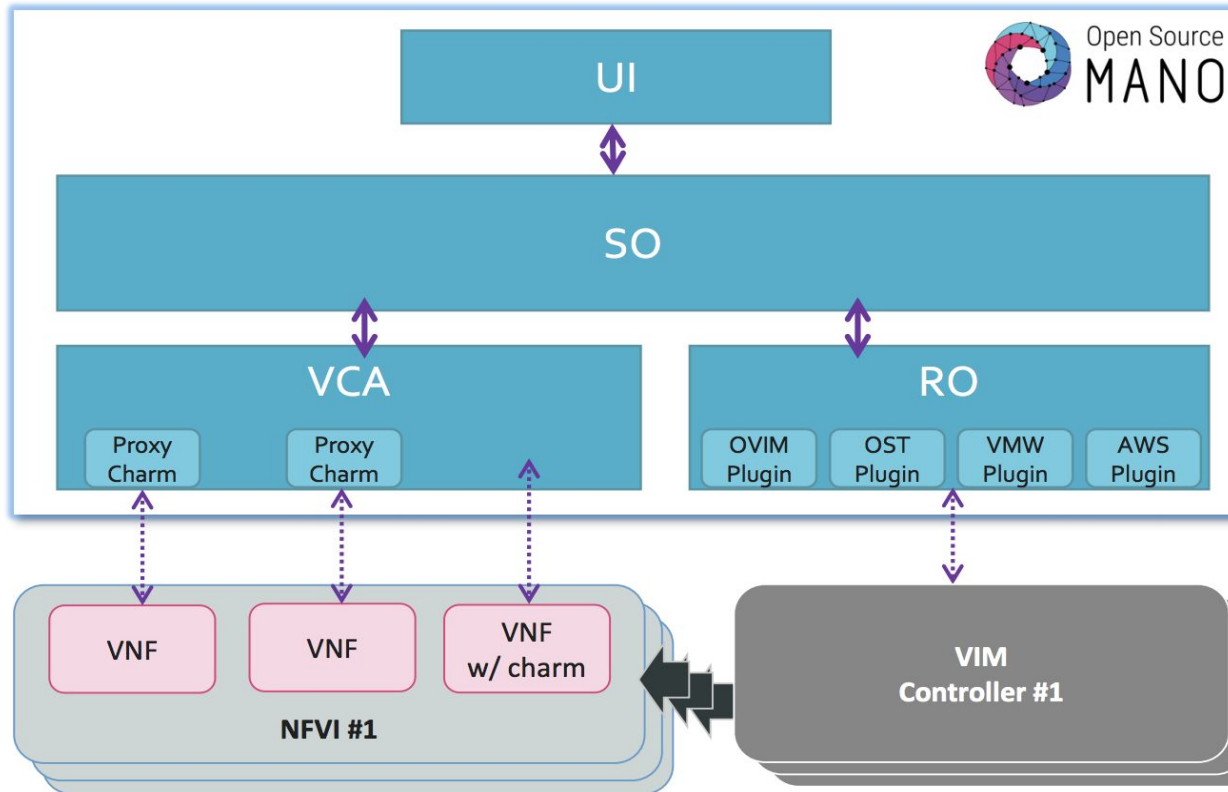 Open Source
MANO
UI
SO
VCA
RO
Proxy
Charm
Proxy
Charm
OVIM
Plugin
OST
Plugin
VMW
Plugin
AWS
Plugin
VNF
VNF
VNF
w/ charm
NFVI #1
VIM
Controller #1